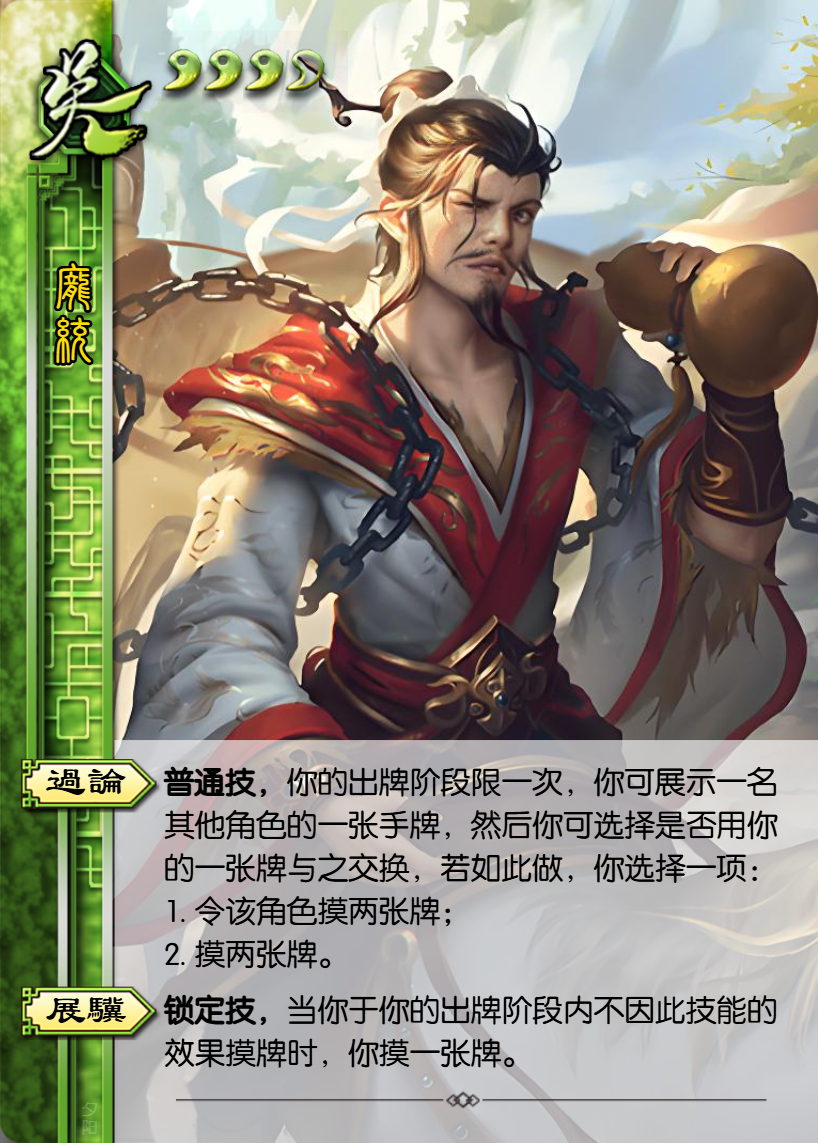 吴
龐統
過論
普通技，你的出牌阶段限一次，你可展示一名
其他角色的一张手牌，然后你可选择是否用你
的一张牌与之交换，若如此做，你选择一项：
1. 令该角色摸两张牌；
2. 摸两张牌。
展驥
锁定技，当你于你的出牌阶段内不因此技能的
效果摸牌时，你摸一张牌。
夕阳